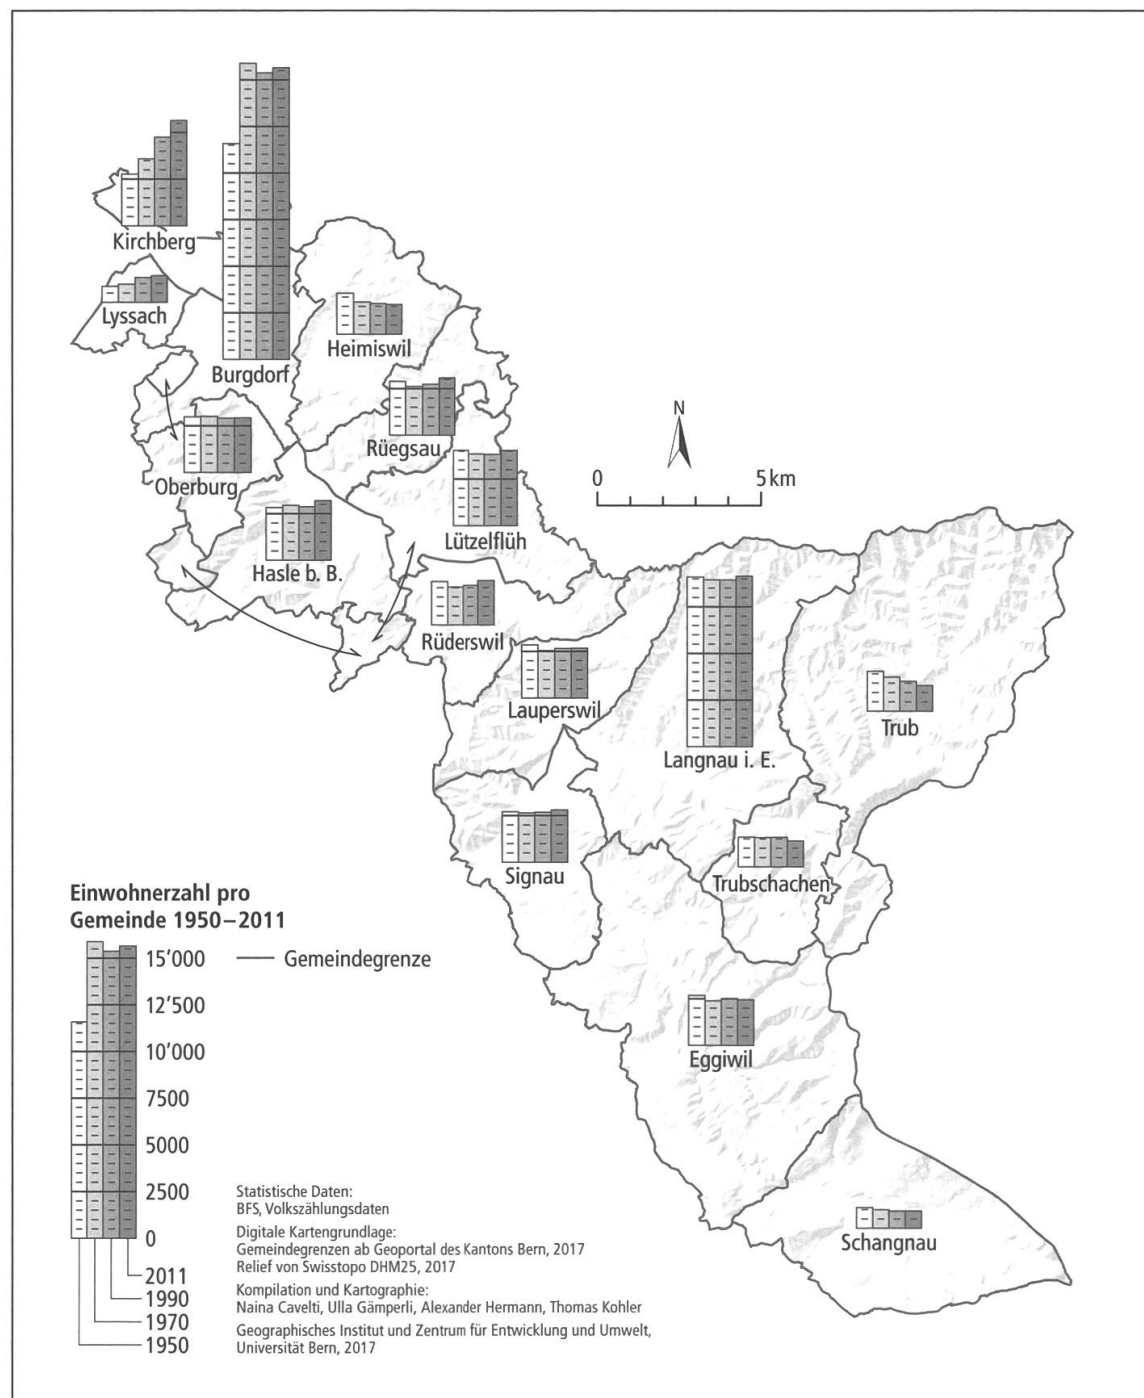 Kirchberg
Lyssach
Burgdorf
Heimiswil
Rüegsau
N
0 5 km
Oberburg
Lützelflüh
Hasle b. B.
Rüderswil
Lauperswil
Trub
Langnau i. E.
Signau
Trubschachen
Einwohnerzahl pro
Gemeinde 1950–2011
15’000
Gemeindegrenze
12’500
10’000
7500
5000
2500
0
2011
1990
1970
1950
Eggiwil
Schangnau
Statistische Daten:
BFS, Volkszählungsdaten
Digitale Kartengrundlage:
Gemeindegrenzen ab Geoportal des Kantons Bern, 2017
Relief von Swisstopo DHM25, 2017
Kompilation und Kartographie:
Naina Cavelti, Ulla Gämperli, Alexander Hermann, Thomas Kohler
Geographisches Institut und Zentrum für Entwicklung und Umwelt,
Universität Bern, 2017